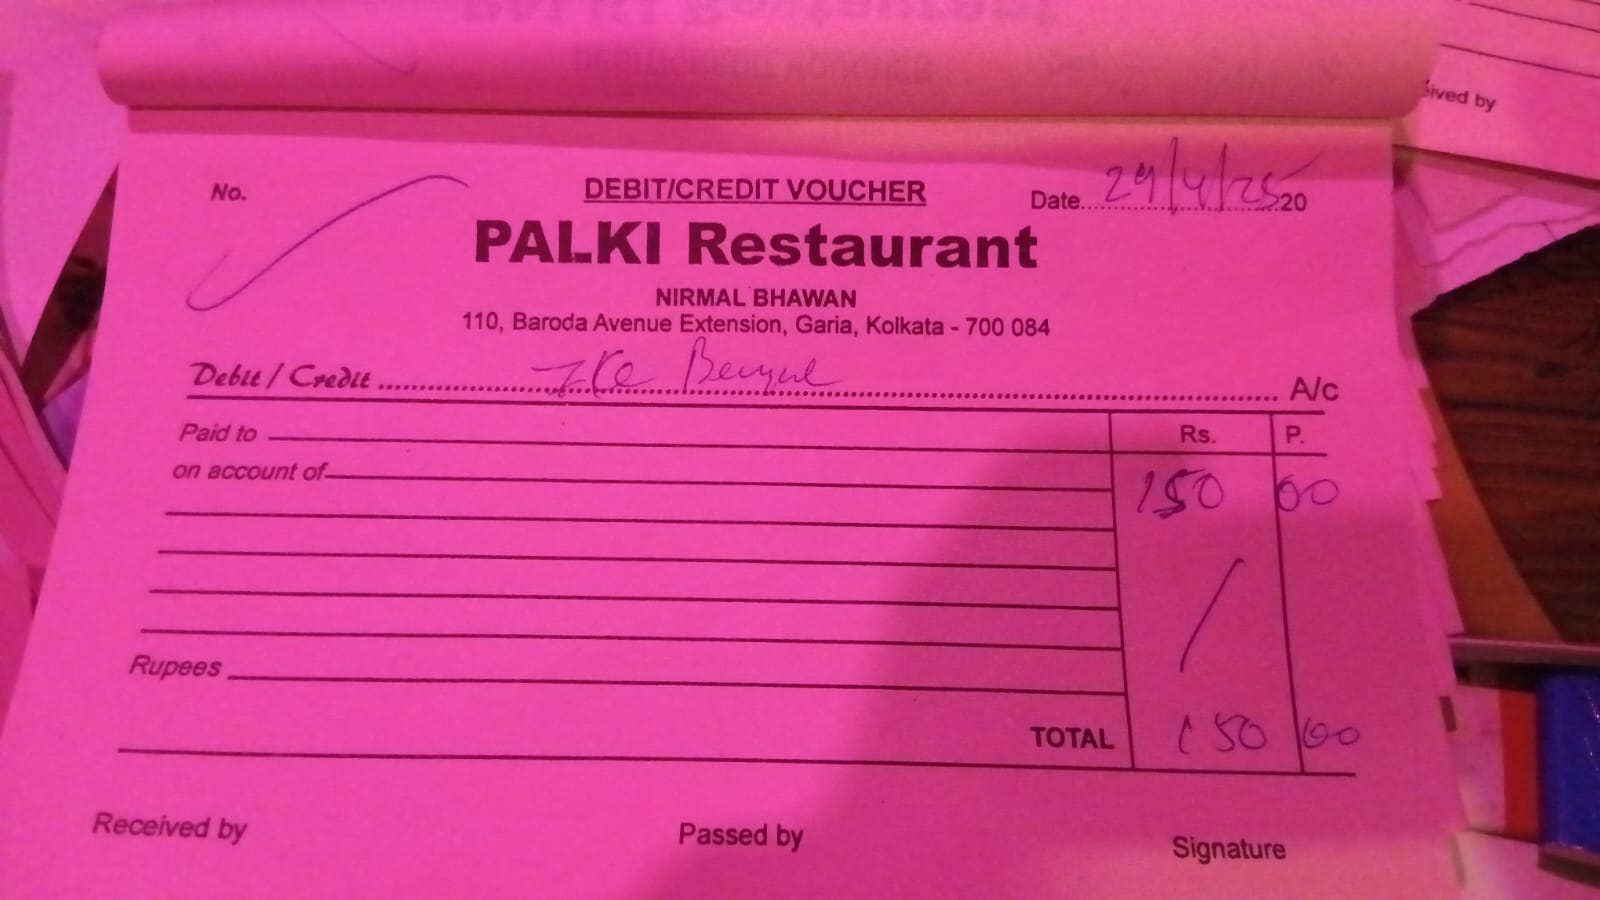 ived by
No.
DEBIT/CREDIT VOUCHER
Date 29/4/25 20
PALKI Restaurant
NIRMAL BHAWAN
110, Baroda Avenue Extension, Garia, Kolkata - 700 084
Debit / Credit A/c
Paid to Rs. P.
on account of 150 00
Rupees
TOTAL 150 00
Received by Passed by Signature